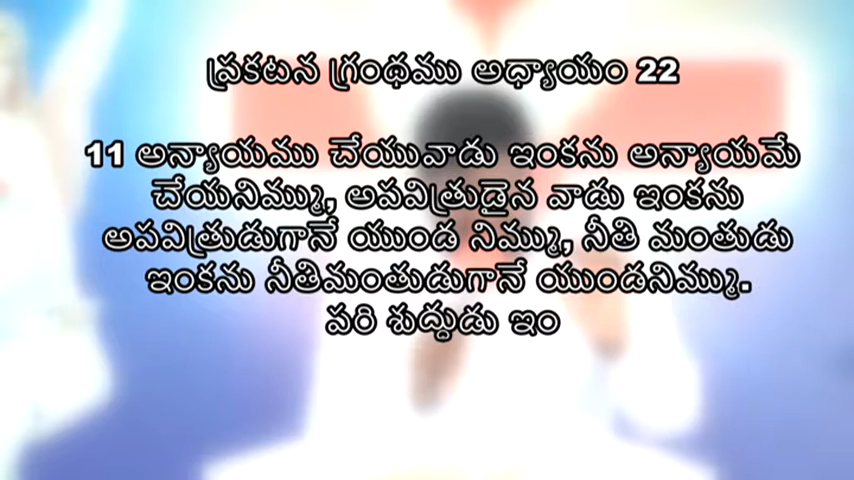 ప్రకటన గ్రంథము అధ్యాయం 22
11 అన్యాయము చేయువాడు ఇంకను అన్యాయమే
చేయనిమ్ము, అపవిత్రుడైన వాడు ఇంకను
అపవిత్రుడుగానే యుండ నిమ్ము, నీతి మంతుడు
ఇంకను నీతిమంతుడుగానే యుండనిమ్ము.
పరి శుద్దుడు ఇం